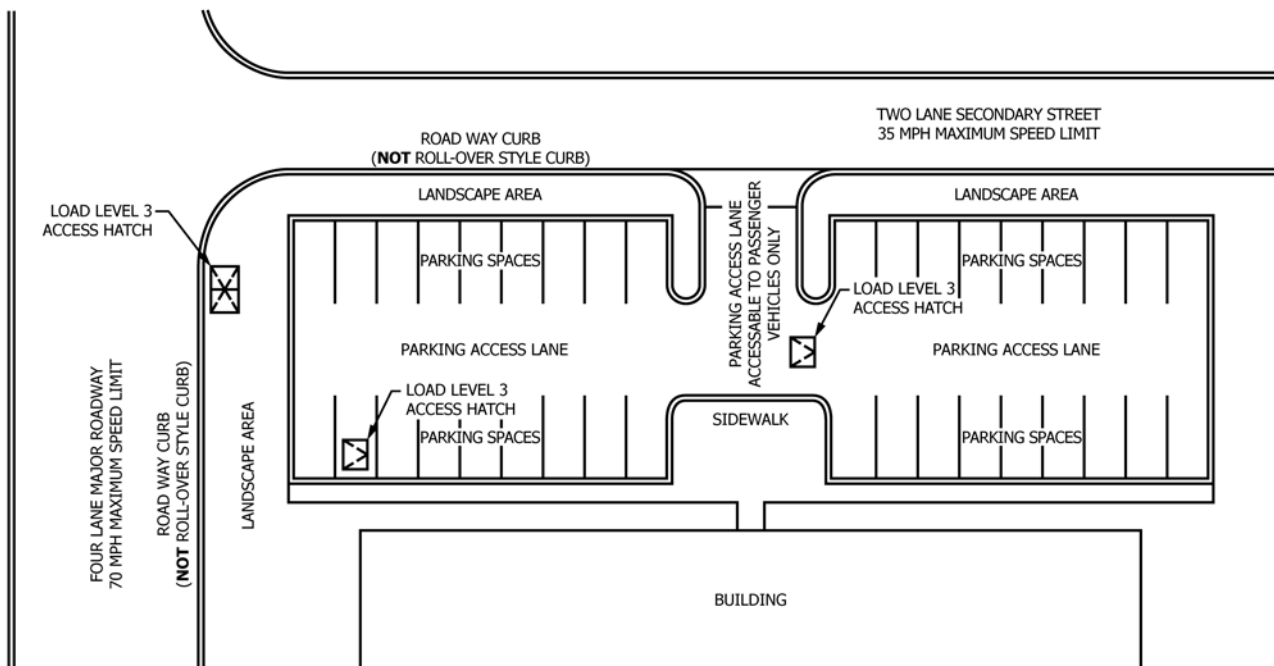 TWO LANE SECONDARY STREET
35 MPH MAXIMUM SPEED LIMIT
ROAD WAY CURB
(NOT ROLL-OVER STYLE CURB)
LANDSCAPE AREA
LANDSCAPE AREA
LOAD LEVEL 3
ACCESS HATCH
PARKING SPACES
PARKING ACCESS LANE
ACCESSABLE TO PASSENGER
VEHICLES ONLY
PARKING SPACES
LOAD LEVEL 3
ACCESS HATCH
PARKING ACCESS LANE
PARKING ACCESS LANE
LOAD LEVEL 3
ACCESS HATCH
PARKING SPACES
SIDEWALK
PARKING SPACES
FOUR LANE MAJOR ROADWAY
70 MPH MAXIMUM SPEED LIMIT
ROAD WAY CURB
(NOT ROLL-OVER STYLE CURB)
LANDSCAPE AREA
BUILDING